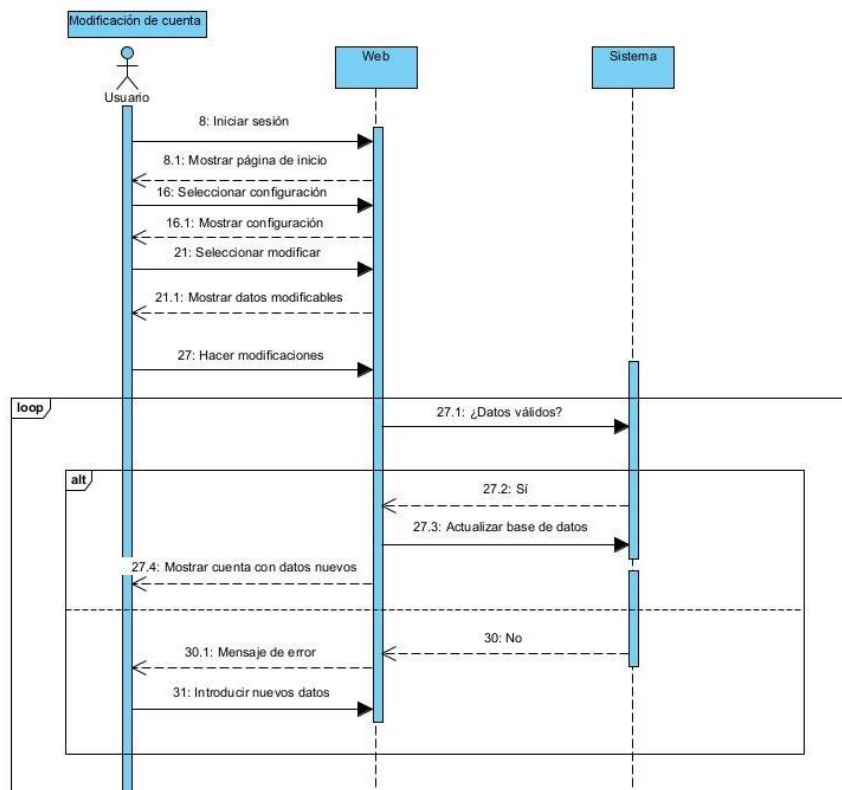 Modificación de cuenta
Web
Sistema
Usuario
8: Iniciar sesión
8.1: Mostrar página de inicio
16: Seleccionar configuración
16.1: Mostrar configuración
21: Seleccionar modificar
21.1: Mostrar datos modificables
27: Hacer modificaciones
loop
27.1: ¿Datos válidos?
alt
27.2: Sí
27.3: Actualizar base de datos
27.4: Mostrar cuenta con datos nuevos
30: No
30.1: Mensaje de error
31: Introducir nuevos datos